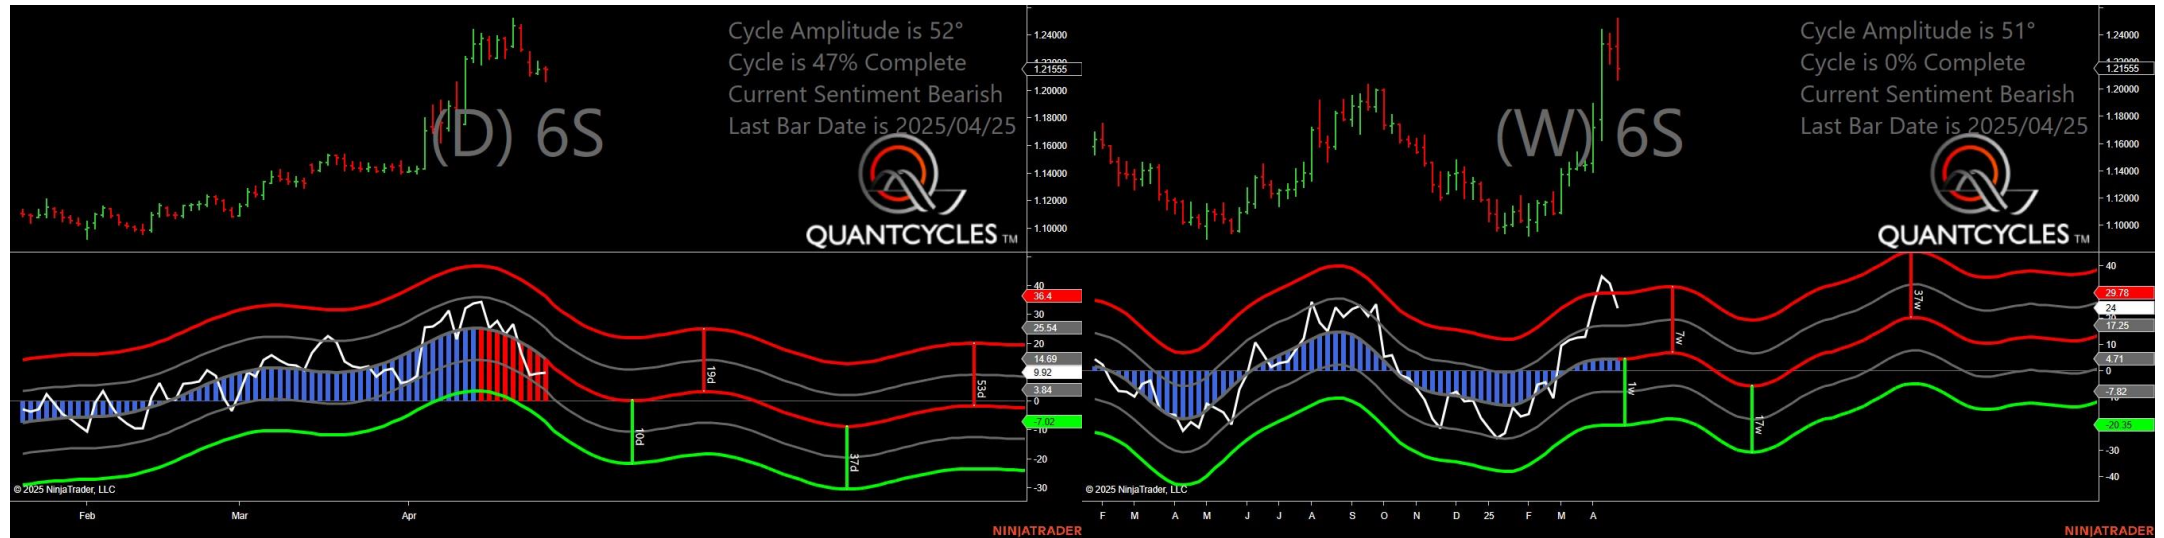 Cycle Amplitude is 52°
Cycle is 47% Complete
Current Sentiment Bearish
Last Bar Date is 2025/04/25
(D) 6S
QUANTCYCLES TM
1.24000
1.21555
1.20000
1.18000
1.16000
1.14000
1.12000
1.10000
40
36.4
30
25.54
20
14.69
9.92
3.84
0
-7.02
-10
-20
-30
19d
10d
37d
53d
© 2025 NinjaTrader, LLC
Feb Mar Apr
NINJATRADER
Cycle Amplitude is 51°
Cycle is 0% Complete
Current Sentiment Bearish
Last Bar Date is 2025/04/25
(W) 6S
QUANTCYCLES TM
1.24000
1.21555
1.20000
1.18000
1.16000
1.14000
1.12000
1.10000
40
29.78
24
17.25
10
4.71
0
-7.82
-20.35
-30
-40
7w
1w
17w
37w
© 2025 NinjaTrader, LLC
F M A M J J A S O N D 25 F M A
NINJATRADER